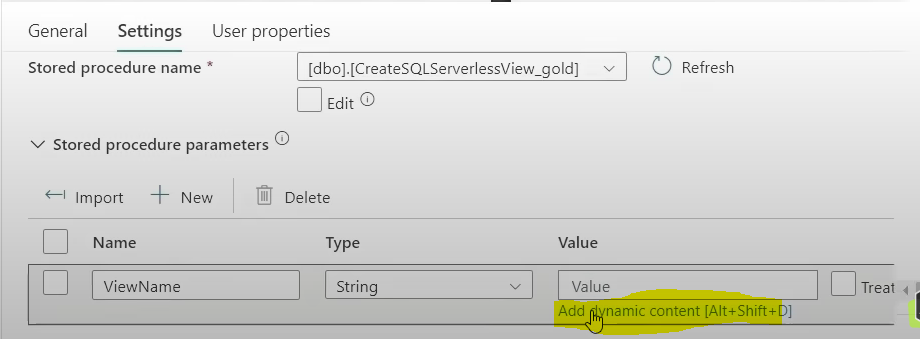 General Settings User properties
Stored procedure name * [dbo].[CreateSQLServerlessView_gold] Refresh
Edit
Stored procedure parameters
Import New Delete
Name Type Value
ViewName String Value Treat
Add dynamic content [Alt+Shift+D]